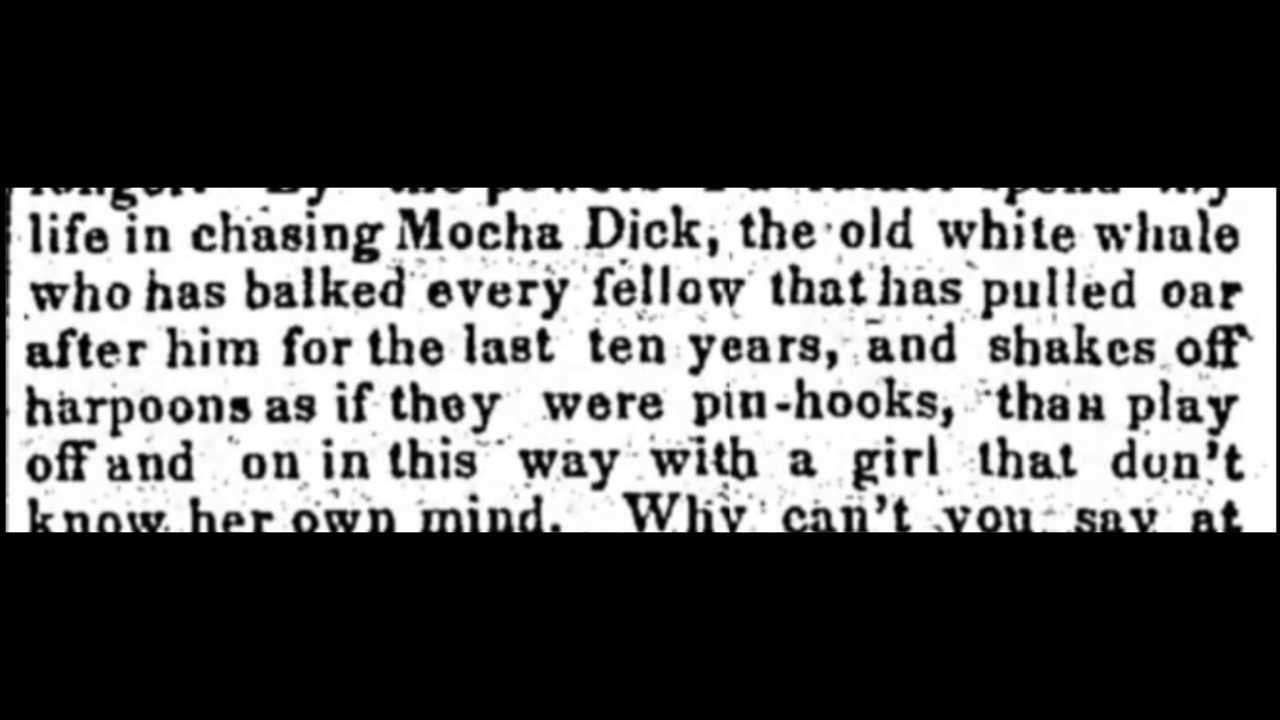 life in chasing Mocha Dick, the old white whale
who has balked every fellow that has pulled oar
after him for the last ten years, and shakes off
harpoons as if they were pin-hooks, than play
off and on in this way with a girl that don't
know her own mind. Why can't you say at